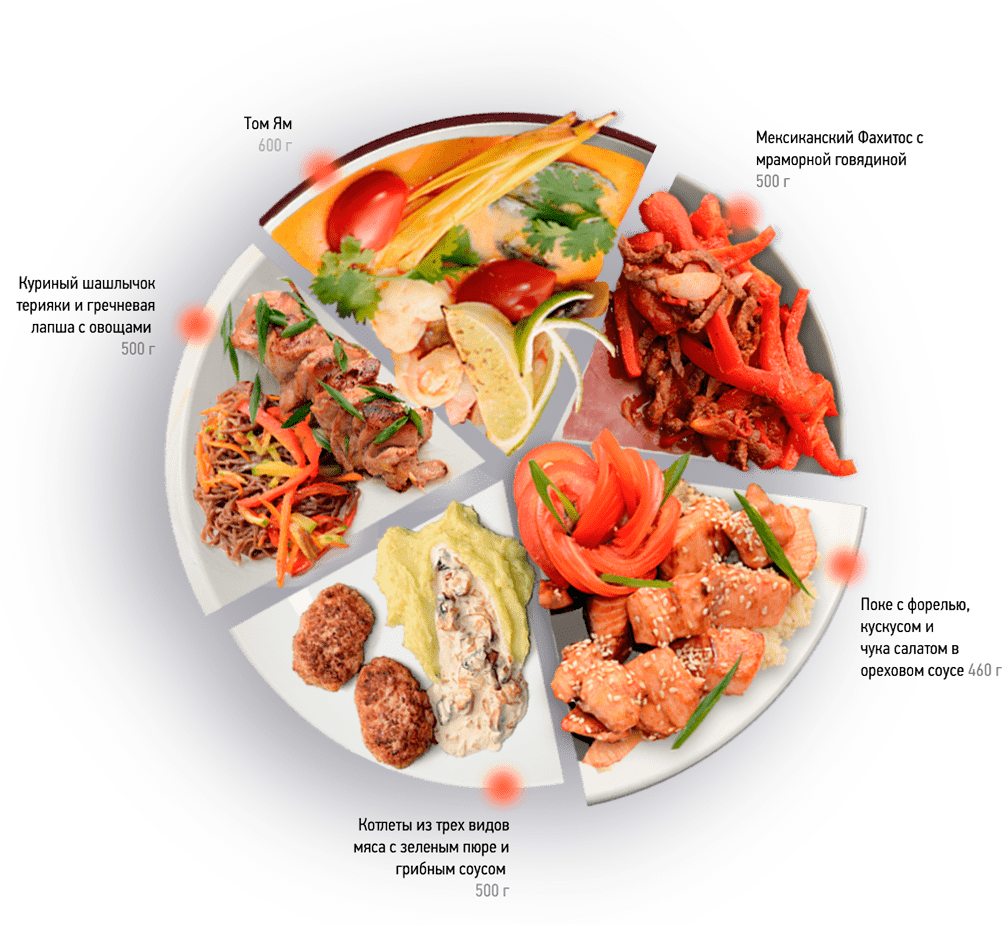 Том Ям
600 г
Мексиканский Фахитос с
мраморной говядиной
500 г
Куриный шашлычок
терияки и гречневая
лапша с овощами
500 г
Поке с форелью,
кускусом и
чука салатом в
ореховом соусе 460 г
Котлеты из трех видов
мяса с зеленым пюре и
грибным соусом
500 г